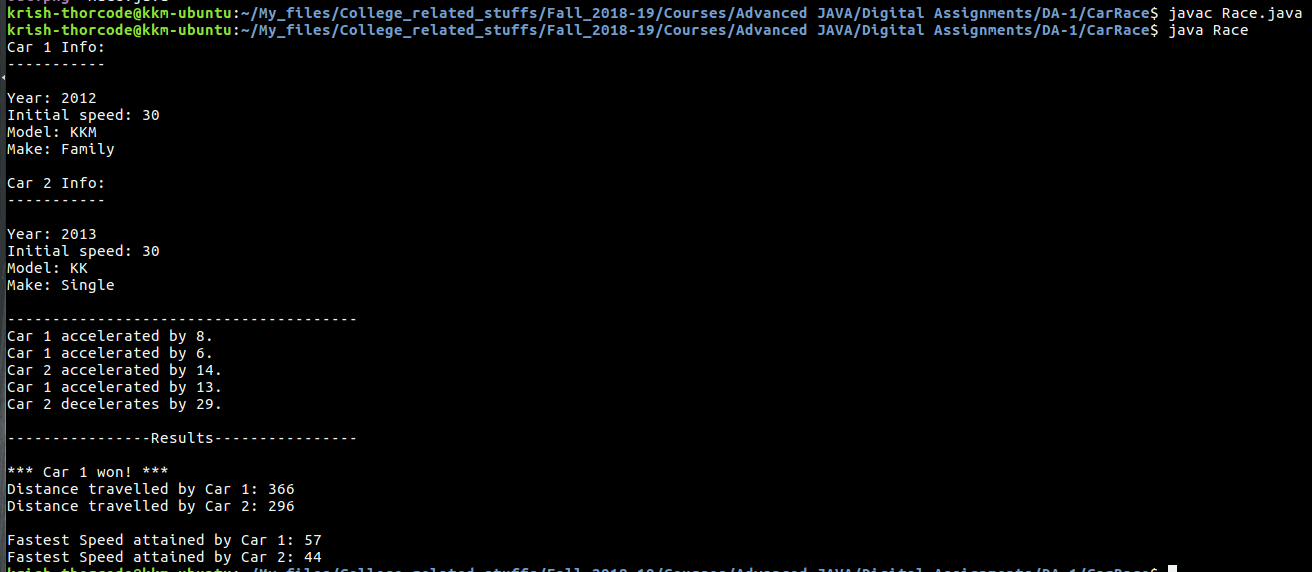 krish-thorcode@kkm-ubuntu:~/My_files/College_related_stuffs/Fall_2018-19/Courses/Advanced JAVA/Digital Assignments/DA-1/CarRace$ javac Race.java
krish-thorcode@kkm-ubuntu:~/My_files/College_related_stuffs/Fall_2018-19/Courses/Advanced JAVA/Digital Assignments/DA-1/CarRace$ java Race
Car 1 Info:
-----------
Year: 2012
Initial speed: 30
Model: KKM
Make: Family
Car 2 Info:
-----------
Year: 2013
Initial speed: 30
Model: KK
Make: Single
---------------------------------------
Car 1 accelerated by 8.
Car 1 accelerated by 6.
Car 2 accelerated by 14.
Car 1 accelerated by 13.
Car 2 decelerates by 29.
----------------Results----------------
*** Car 1 won! ***
Distance travelled by Car 1: 366
Distance travelled by Car 2: 296
Fastest Speed attained by Car 1: 57
Fastest Speed attained by Car 2: 44
krish-thorcode@kkm-ubuntu:~/My_files/College_related_stuffs/Fall_2018-19/Courses/Advanced JAVA/Digital Assignments/DA-1/CarRace$